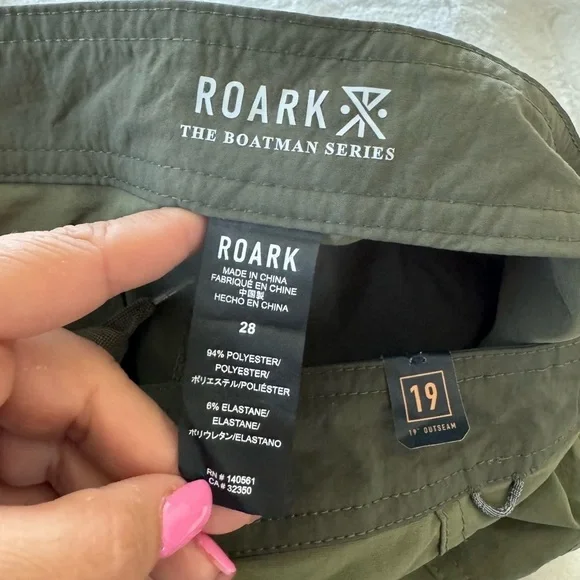 ROARK
THE BOATMAN SERIES
ROARK
MADE IN CHINA
FABRIQUÉ EN CHINE
中国製
HECHO EN CHINA
28
94% POLYESTER/
POLYESTER/
ポリエステル/POLIÉSTER
6% ELASTANE/
ELASTANE/
ポリウレタン/ELASTANO
RN # 140561
CA # 32350
19
19" OUTSEAM